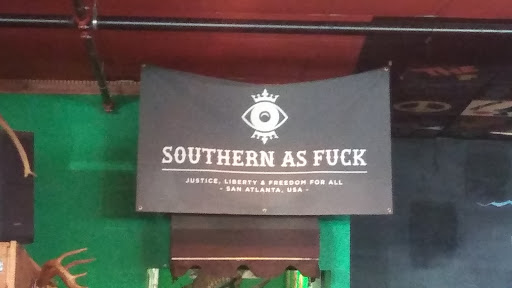 SOUTHERN AS FUCK
JUSTICE, LIBERTY & FREEDOM FOR ALL
- SAN ATLANTA, USA -